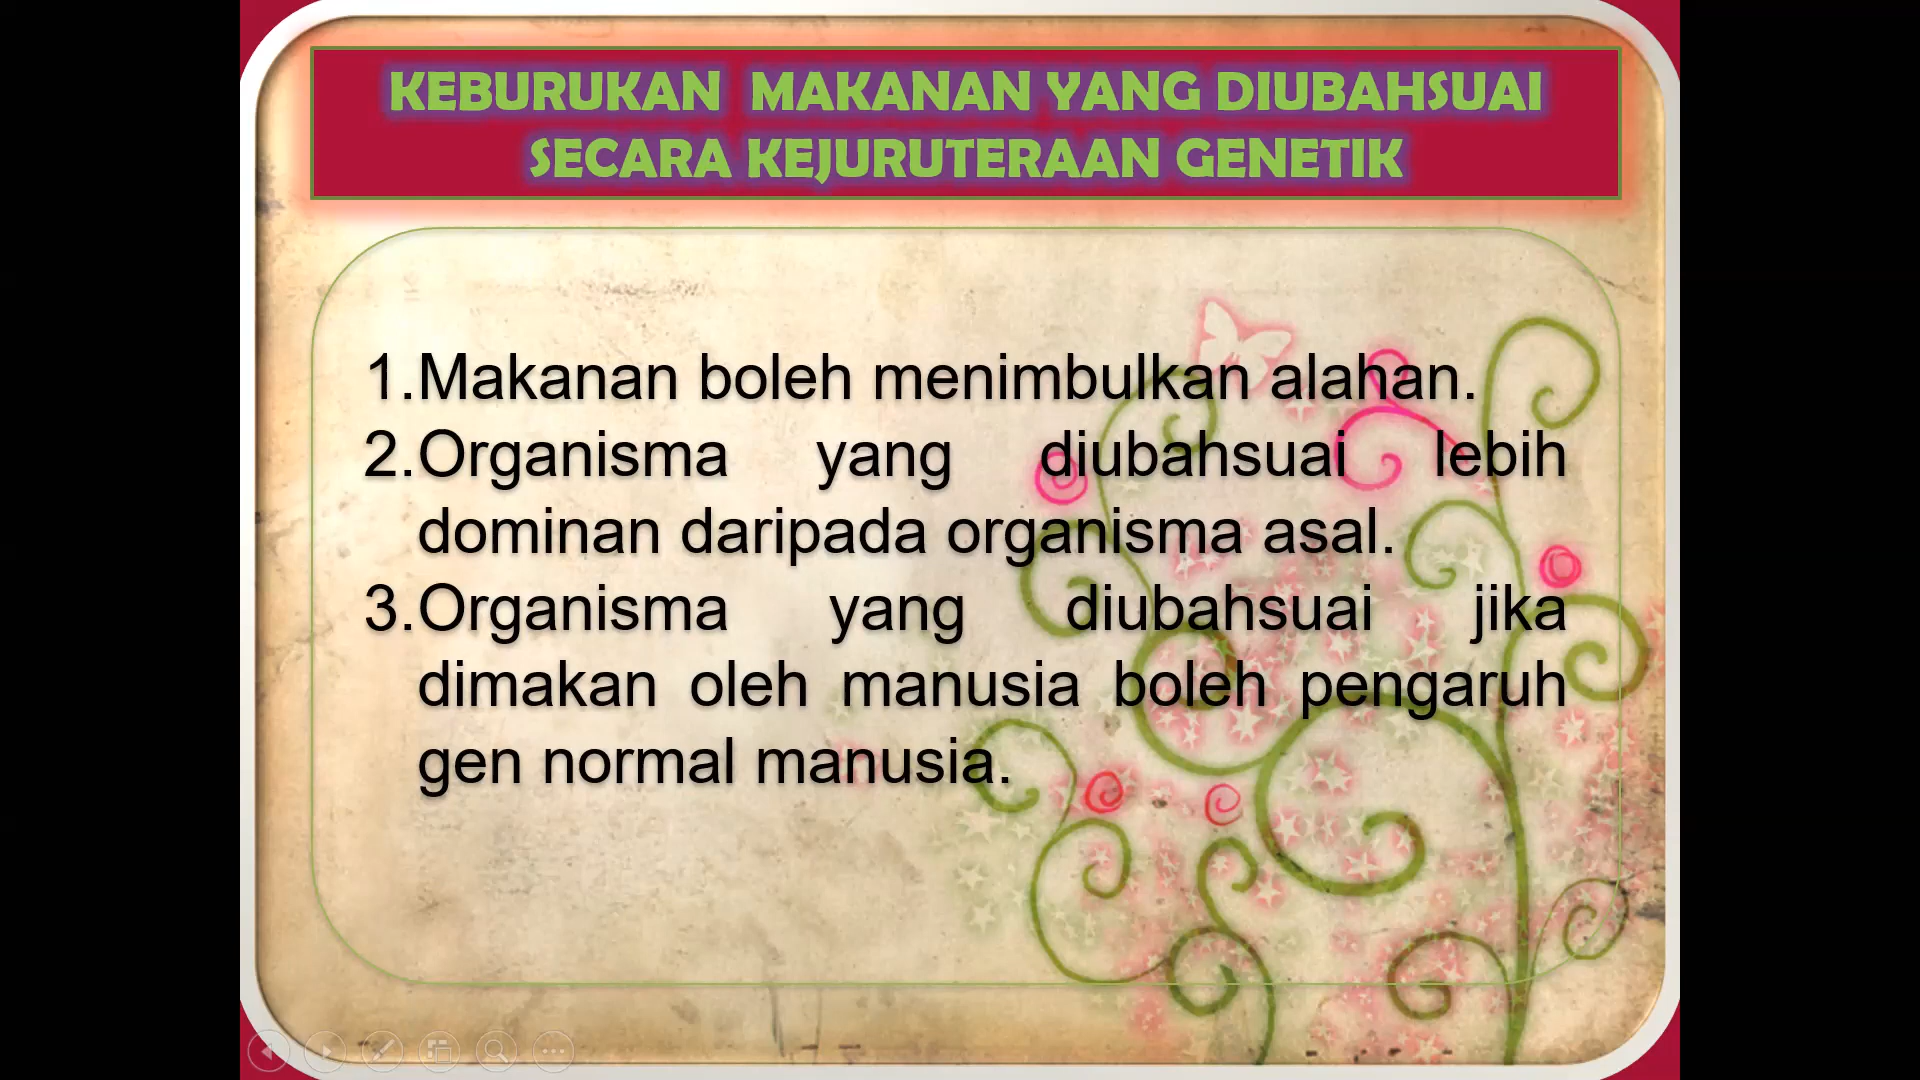 KEBURUKAN MAKANAN YANG DIUBAHSUAI
SECARA KEJURUTERAAN GENETIK
1.Makanan boleh menimbulkan alahan.
2.Organisma yang diubahsuai lebih
dominan daripada organisma asal.
3.Organisma yang diubahsuai jika
dimakan oleh manusia boleh pengaruh
gen normal manusia.